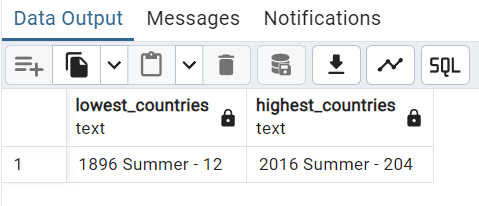 Data Output Messages Notifications
SQL
lowest_countries highest_countries
text text
1 1896 Summer - 12 2016 Summer - 204